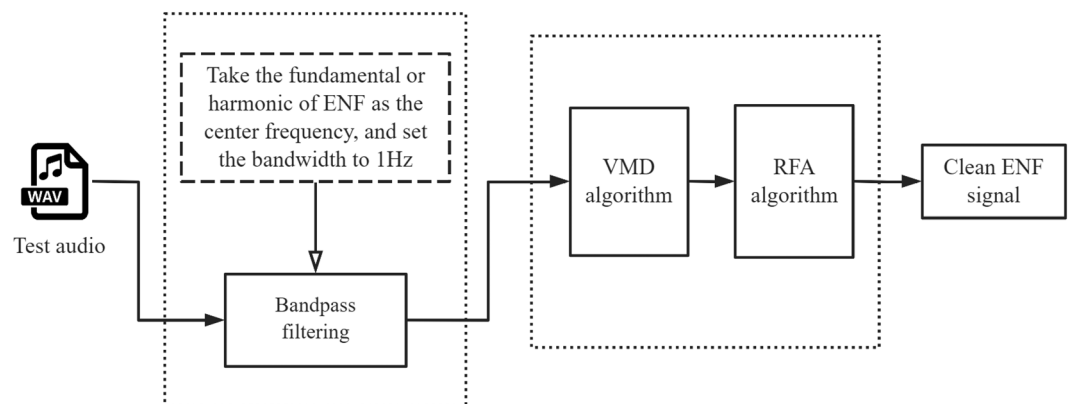 Take the fundamental or
harmonic of ENF as the
center frequency, and set
the bandwidth to 1Hz
WAV
Test audio
Bandpass
filtering
VMD
algorithm
RFA
algorithm
Clean ENF
signal